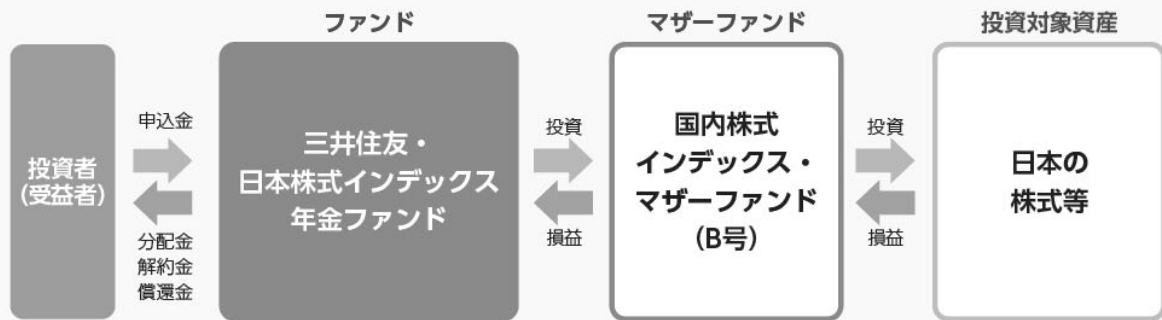 ファンド
マザーファンド
投資対象資産
投資者
(受益者)
申込金
分配金
解約金
償還金
三井住友・
日本株式インデックス
年金ファンド
投資
損益
国内株式
インデックス・
マザーファンド
（B号）
投資
損益
日本の
株式等